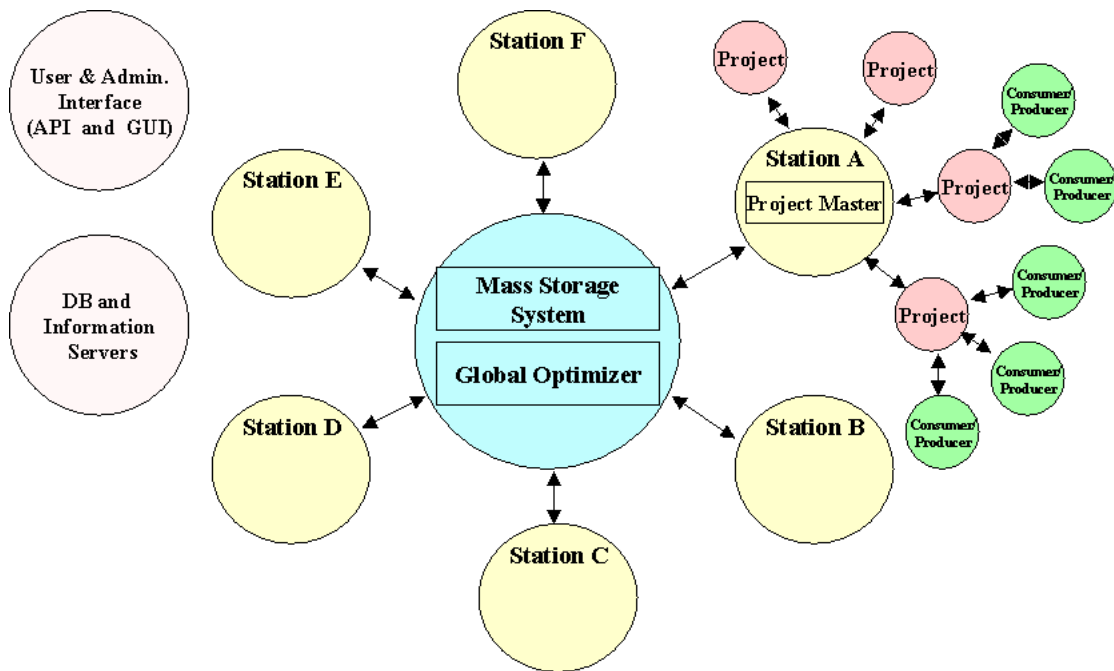 User & Admin.
Interface
(API and GUI)
DB and
Information
Servers
Station F
Station E
Station D
Station C
Station B
Station A
Project Master
Mass Storage
System
Global Optimizer
Project
Project
Project
Consumer/
Producer
Consumer/
Producer
Project
Consumer/
Producer
Consumer/
Producer
Consumer/
Producer